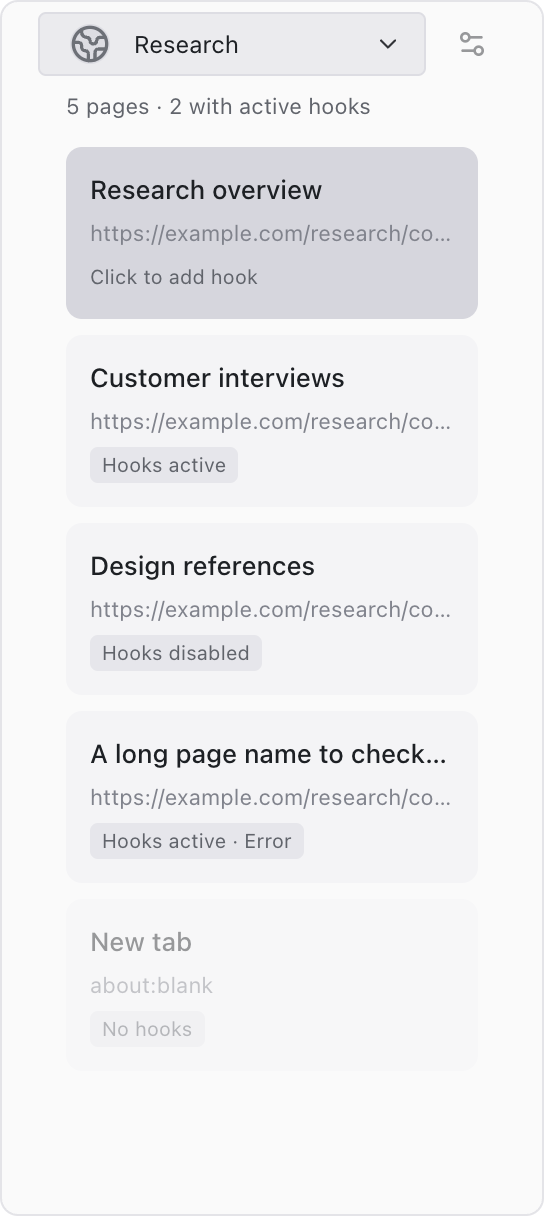 Research
5 pages · 2 with active hooks
Research overview
https://example.com/research/co...
Click to add hook
Customer interviews
https://example.com/research/co...
Hooks active
Design references
https://example.com/research/co...
Hooks disabled
A long page name to check...
https://example.com/research/co...
Hooks active · Error
New tab
about:blank
No hooks